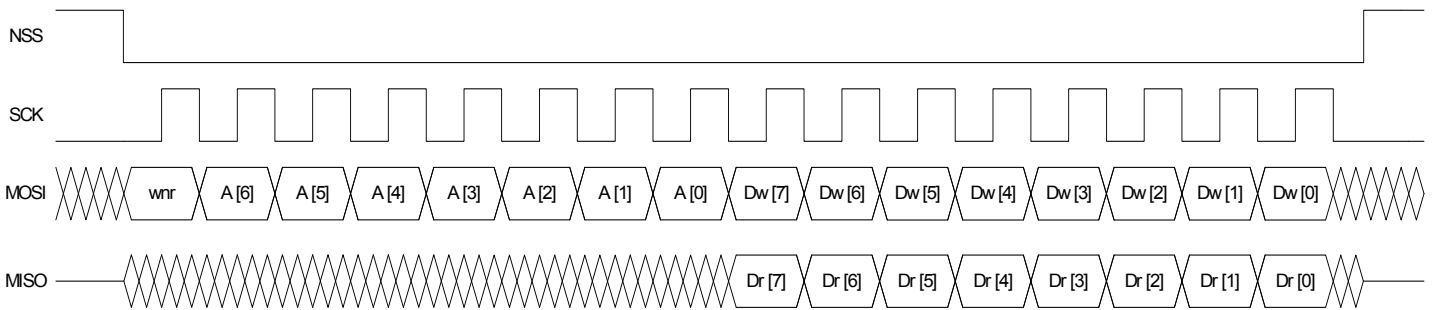 NSS
SCK
MOSI wnr A [6] A [5] A [4] A [3] A [2] A [1] A [0] Dw [7] Dw [6] Dw [5] Dw [4] Dw [3] Dw [2] Dw [1] Dw [0]
MISO Dr [7] Dr [6] Dr [5] Dr [4] Dr [3] Dr [2] Dr [1] Dr [0]